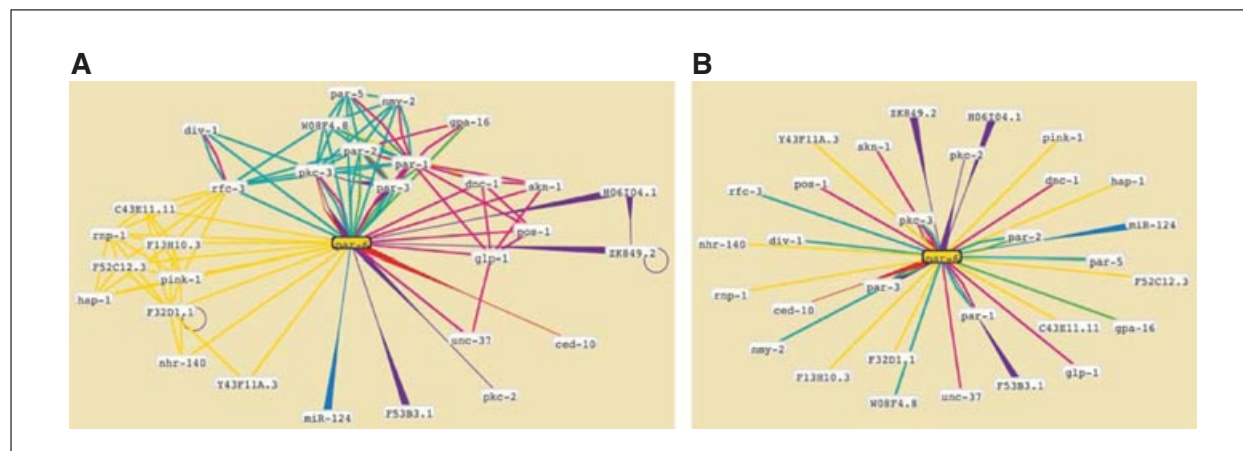 A
B
par-5
nmy-2
W08F4.8
gpa-16
div-1
par-2
par-1
pkc-3
par-3
dnc-1
skn-1
rfc-3
H06I04.1
C43E11.11
rnp-1
F13H10.3
par-6
pos-1
glp-1
ZK849.2
F52C12.3
pink-1
hap-1
F32D1.1
unc-37
ced-10
nhr-140
Y43F11A.3
pkc-2
miR-124
F53B3.1
ZK849.2
H06I04.1
Y43F11A.3
skn-1
pkc-2
pink-1
rfc-3
pos-1
dnc-1
hap-1
pkc-3
miR-124
nhr-140
div-1
par-2
par-6
par-5
F52C12.3
rnp-1
par-3
ced-10
par-1
C43E11.11
gpa-16
nmy-2
F13H10.3
F32D1.1
glp-1
W08F4.8
unc-37
F53B3.1